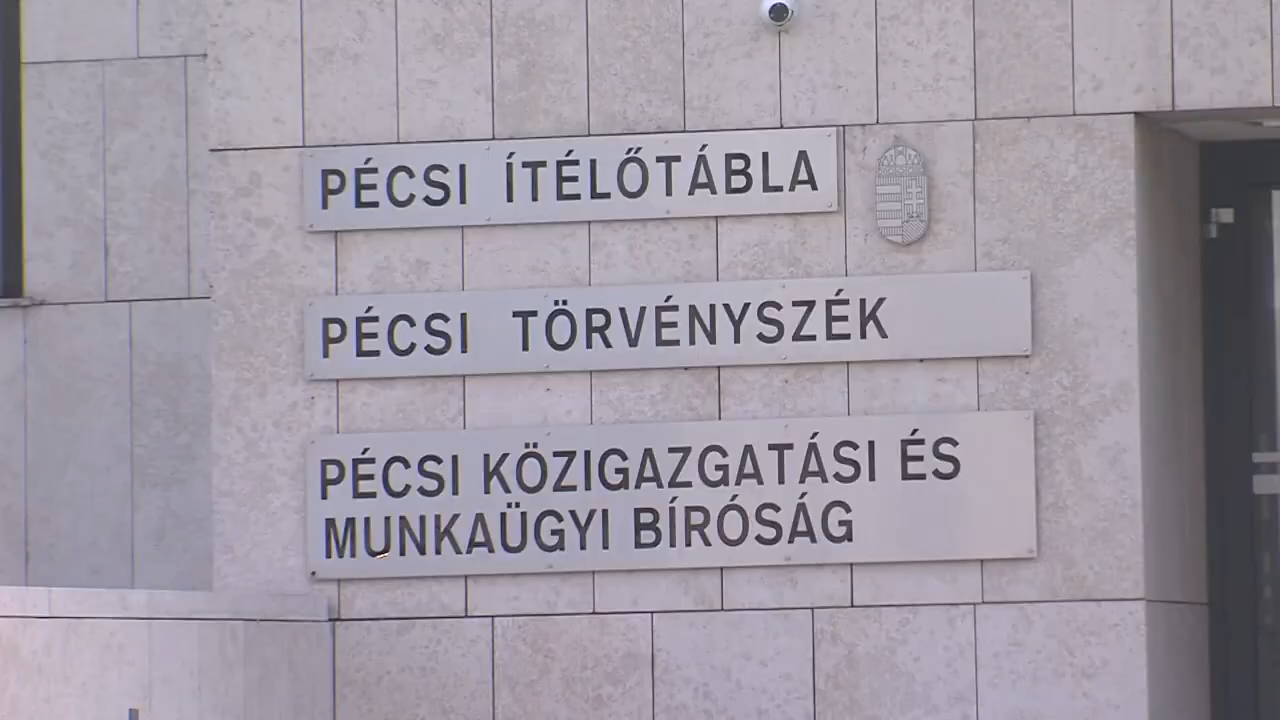 PÉCSI ÍTÉLŐTÁBLA
PÉCSI TÖRVÉNYSZÉK
PÉCSI KÖZIGAZGATÁSI ÉS
MUNKAÜGYI BÍRÓSÁG